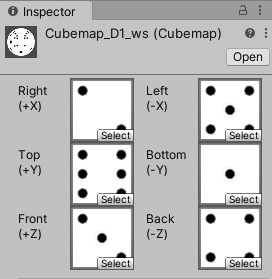 Inspector
Cubemap_D1_ws (Cubemap)
Open
Right Left
(+X) (-X)
Select Select
Top Bottom
(+Y) (-Y)
Select Select
Front Back
(+Z) (-Z)
Select Select